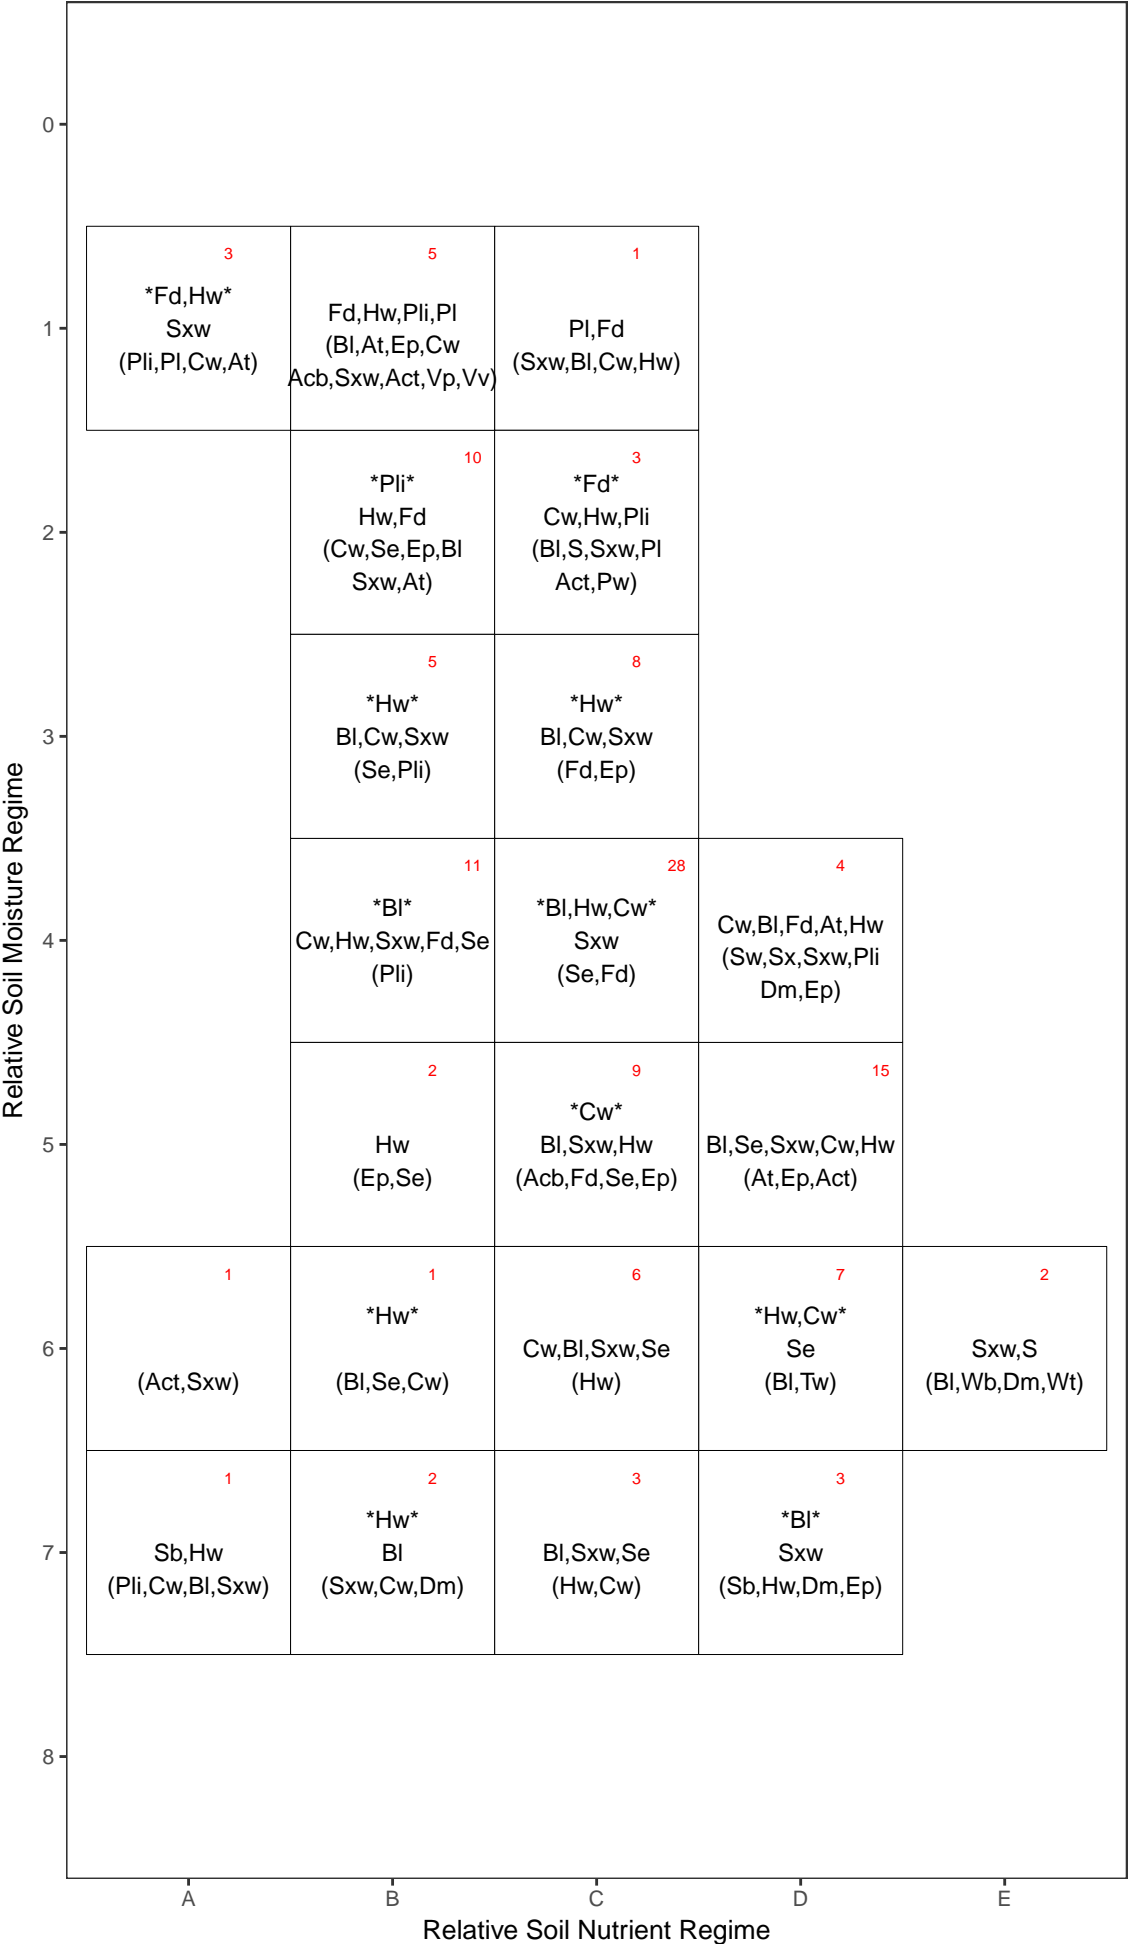 0
3
5
1
*Fd,Hw*
Sxw
(Pli,Pl,Cw,At)
Fd,Hw,Pli,Pl
(Bl,At,Ep,Cw
Acb,Sxw,Act,Vp,Vv)
Pl,Fd
(Sxw,Bl,Cw,Hw)
1
10
3
*Pli*
Hw,Fd
(Cw,Se,Ep,Bl
Sxw,At)
*Fd*
Cw,Hw,Pli
(Bl,S,Sxw,Pl
Act,Pw)
2
5
8
*Hw*
Bl,Cw,Sxw
(Se,Pli)
*Hw*
Bl,Cw,Sxw
(Fd,Ep)
3
11
28
4
*Bl*
Cw,Hw,Sxw,Fd,Se
(Pli)
*Bl,Hw,Cw*
Sxw
(Se,Fd)
Cw,Bl,Fd,At,Hw
(Sw,Sx,Sxw,Pli
Dm,Ep)
4
2
9
15
Hw
(Ep,Se)
*Cw*
Bl,Sxw,Hw
(Acb,Fd,Se,Ep)
Bl,Se,Sxw,Cw,Hw
(At,Ep,Act)
5
1
1
6
7
2
(Act,Sxw)
*Hw*
(Bl,Se,Cw)
Cw,Bl,Sxw,Se
(Hw)
*Hw,Cw*
Se
(Bl,Tw)
Sxw,S
(Bl,Wb,Dm,Wt)
6
1
2
3
3
Sb,Hw
(Pli,Cw,Bl,Sxw)
*Hw*
Bl
(Sxw,Cw,Dm)
Bl,Sxw,Se
(Hw,Cw)
*Bl*
Sxw
(Sb,Hw,Dm,Ep)
7
8
A
B
C
D
E
Relative Soil Nutrient Regime
Relative Soil Moisture Regime